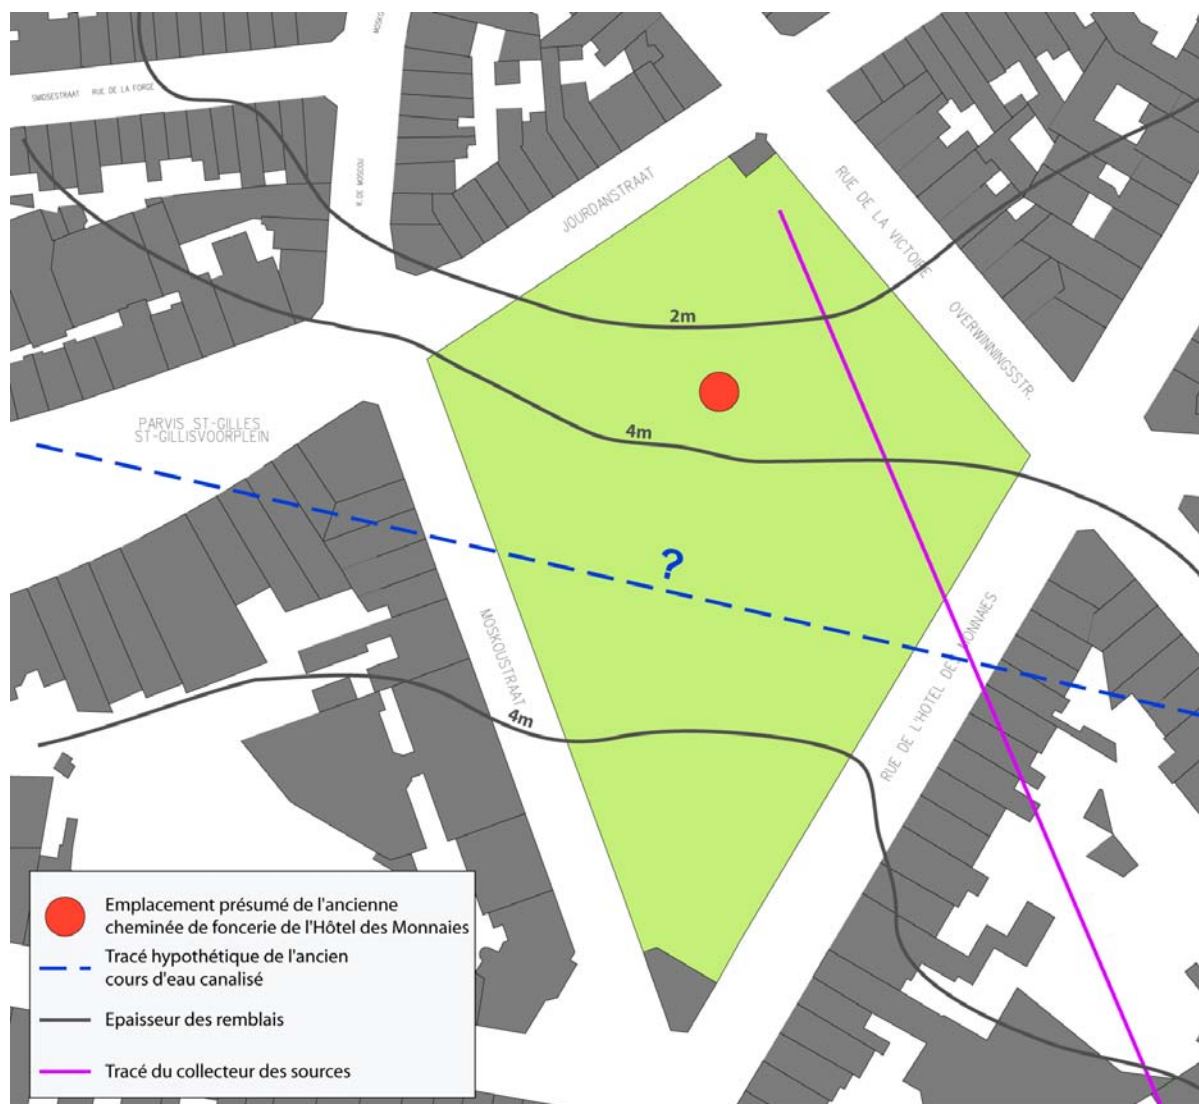 MOSKO
SMIDSESTRAAT RUE DE LA FORGE
R. DE MOSCOU
JOURDANSTRAAT
RUE DE LA VICTOIRE
OVERWINNINGSSTR.
2m
4m
PARVIS ST-GILLES
ST-GILLISVOORPLEIN
?
MOSKOUSTRAAT
RUE DE L'HOTEL DES MONNAIES
4m
Emplacement présumé de l'ancienne
cheminée de foncerie de l'Hôtel des Monnaies
Tracé hypothétique de l'ancien
cours d'eau canalisé
Epaisseur des remblais
Tracé du collecteur des sources